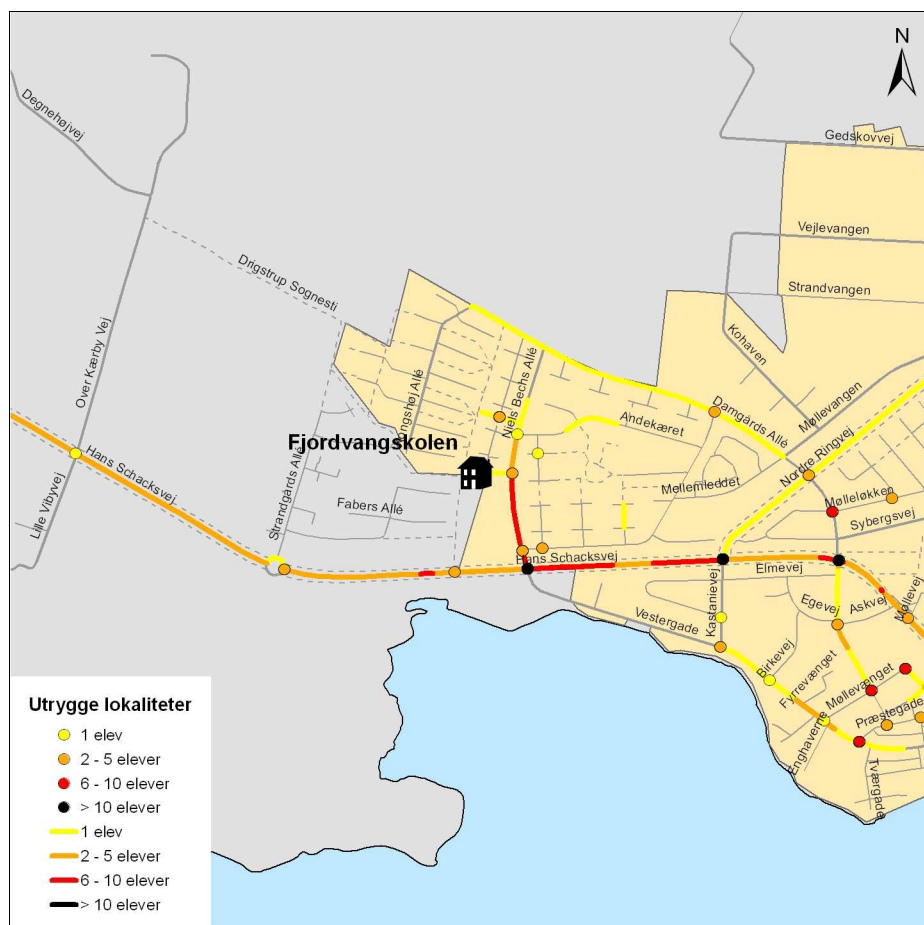 N
Degnehøjvej
Gedskovvej
Vejlevangen
Drigstrup Sognesti
Strandvangen
Kohaven
Over Kærby Vej
Niels Bechs Allé
Møllevangen
Damgårds Allé
Andekæret
Fjordvangskolen
Nordre Ringvej
Hans Schacksvej
Strandgårds Allé
Mellemleddet
Mølleløkken
Lille Vibyvej
Fabers Allé
Sybergsvej
Hans Schacksvej
Elmevej
Kastanievej
Egevej
Askvej
Møllevej
Vestergade
Birkevej
Fyrrevænget
Møllevænget
Præstegade
Enghaverne
Tværgade
Utrygge lokaliteter
1 elev
2 - 5 elever
6 - 10 elever
> 10 elever
1 elev
2 - 5 elever
6 - 10 elever
> 10 elever